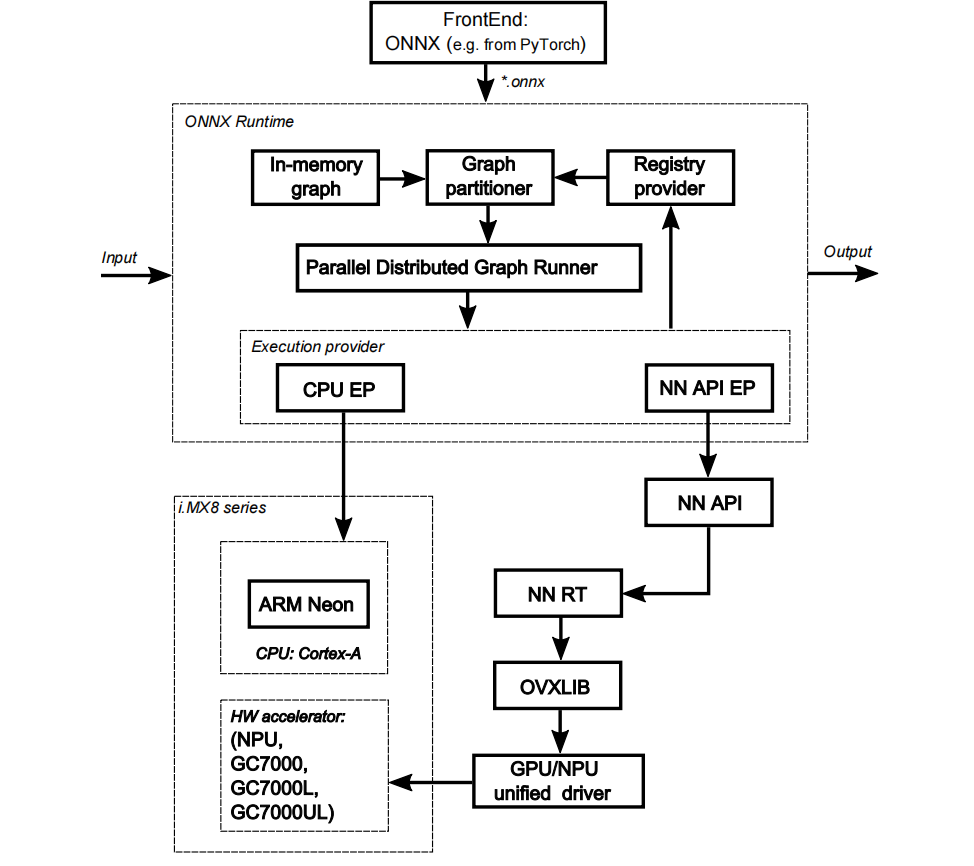 FrontEnd:
ONNX (e.g. from PyTorch)
*.onnx
ONNX Runtime
In-memory
graph
Graph
partitioner
Registry
provider
Input
Output
Parallel Distributed Graph Runner
Execution provider
CPU EP
NN API EP
NN API
i.MX8 series
ARM Neon
CPU: Cortex-A
NN RT
OVXLIB
GPU/NPU
unified driver
HW accelerator:
(NPU,
GC7000,
GC7000L,
GC7000UL)